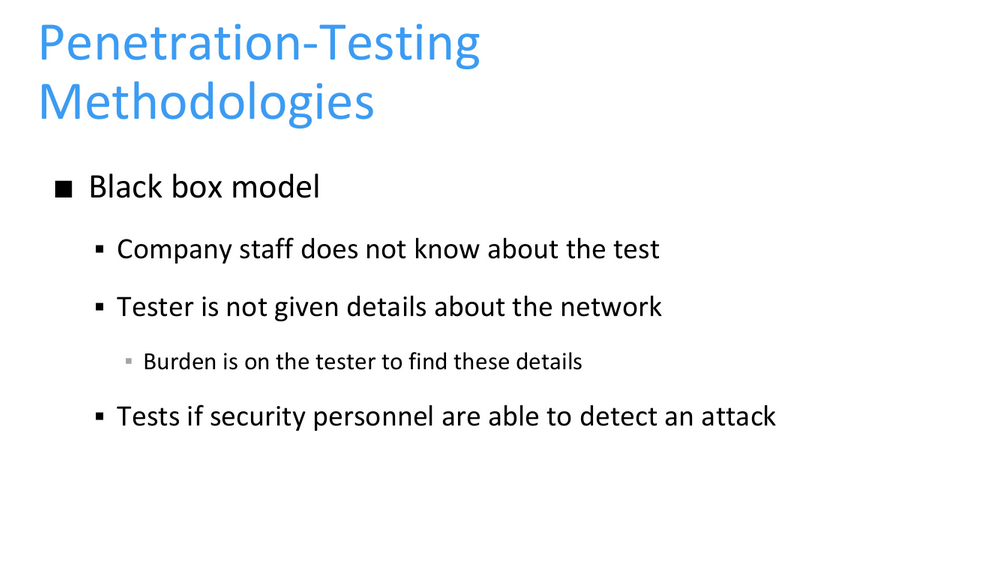 Penetration-Testing
Methodologies
■ Black box model
▪ Company staff does not know about the test
▪ Tester is not given details about the network
▪ Burden is on the tester to find these details
▪ Tests if security personnel are able to detect an attack